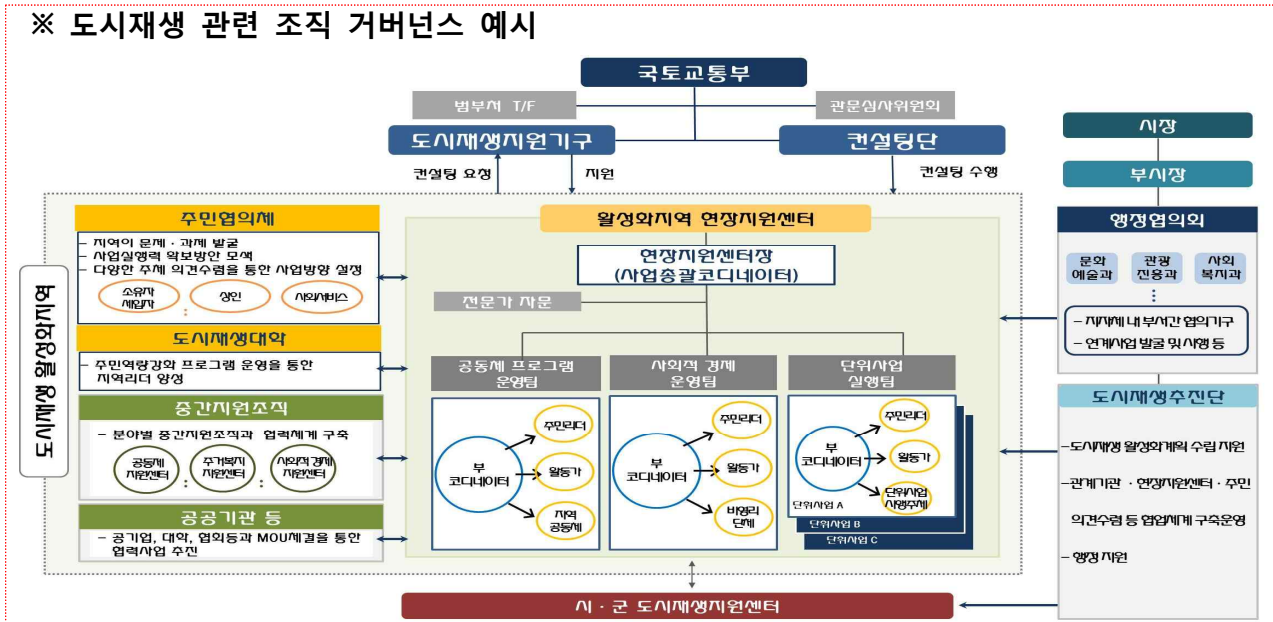 ※ 도시재생 관련 조직 거버넌스 예시
국토교통부
범부처 T/F
관문심사위원회
도시재생지원기구
컨설팅단
컨설팅 요청
지원
컨설팅 수행
시장
부시장
행정협의회
문화
예술과
관광
진흥과
사회
복지과
– 지자체 내 부서간 협의기구
– 연계사업 발굴 및 시행 등
도시재생추진단
–도시재생 활성화계획 수립 지원
–관계기관 · 현장지원센터 · 주민
의견수렴 등 협업체계 구축운영
– 행정 지원
도시재생 활성화지역
주민협의체
– 지역이 문제 · 과제 발굴
– 사업실행력 확보방안 모색
– 다양한 주체 의견수렴을 통한 사업방향 설정
소유자
세입자
:
상인
사회서비스
도시재생대학
– 주민역량강화 프로그램 운영을 통한
지역리더 양성
중간지원조직
– 분야별 중간지원조직과 협력체계 구축
공동체
지원센터
:
주거복지
지원센터
:
사회적경제
지원센터
공공기관 등
– 공기업, 대학, 협회등과 MOU체결을 통한
협력사업 추진
활성화지역 현장지원센터
현장지원센터장
(사업총괄코디네이터)
전문가 자문
공동체 프로그램
운영팀
사회적 경제
운영팀
단위사업
실행팀
부
코디네이터
주민리더
활동가
지역
공동체
부
코디네이터
주민리더
활동가
비영리
단체
부
코디네이터
주민리더
활동가
단위사업
시행주체
단위사업 A
단위사업 B
단위사업 C
시 · 군 도시재생지원센터